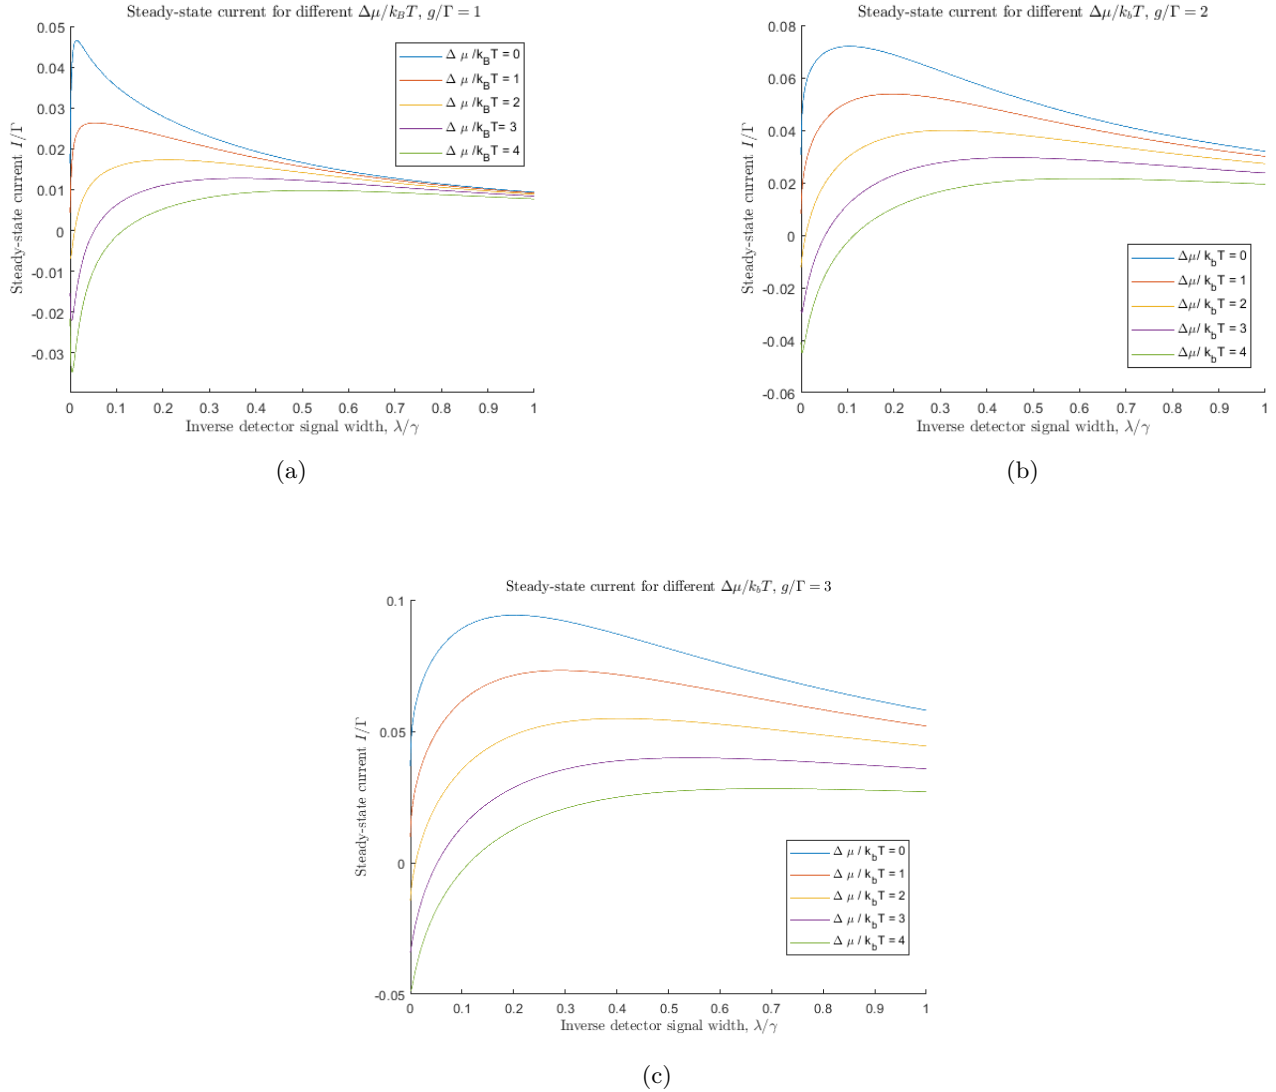 Steady-state current for different Δμ/k_BT, g/Γ = 1
Steady-state current I/Γ
0.05
0.04
0.03
0.02
0.01
0
-0.01
-0.02
-0.03
Δ μ /k_BT = 0
Δ μ /k_BT = 1
Δ μ /k_BT = 2
Δ μ /k_BT= 3
Δ μ /k_BT = 4
0 0.1 0.2 0.3 0.4 0.5 0.6 0.7 0.8 0.9 1
Inverse detector signal width, λ/γ
(a)
Steady-state current for different Δμ/k_bT, g/Γ = 2
Steady-state current I/Γ
0.08
0.06
0.04
0.02
0
-0.02
-0.04
-0.06
Δμ/ k_bT = 0
Δμ/ k_bT = 1
Δμ/ k_bT = 2
Δμ/ k_bT = 3
Δμ/ k_bT = 4
0 0.1 0.2 0.3 0.4 0.5 0.6 0.7 0.8 0.9 1
Inverse detector signal width, λ/γ
(b)
Steady-state current for different Δμ/k_bT, g/Γ = 3
Steady-state current I/Γ
0.1
0.05
0
-0.05
Δ μ / k_bT = 0
Δ μ / k_bT = 1
Δ μ / k_bT = 2
Δ μ / k_bT = 3
Δ μ / k_bT = 4
0 0.1 0.2 0.3 0.4 0.5 0.6 0.7 0.8 0.9 1
Inverse detector signal width, λ/γ
(c)